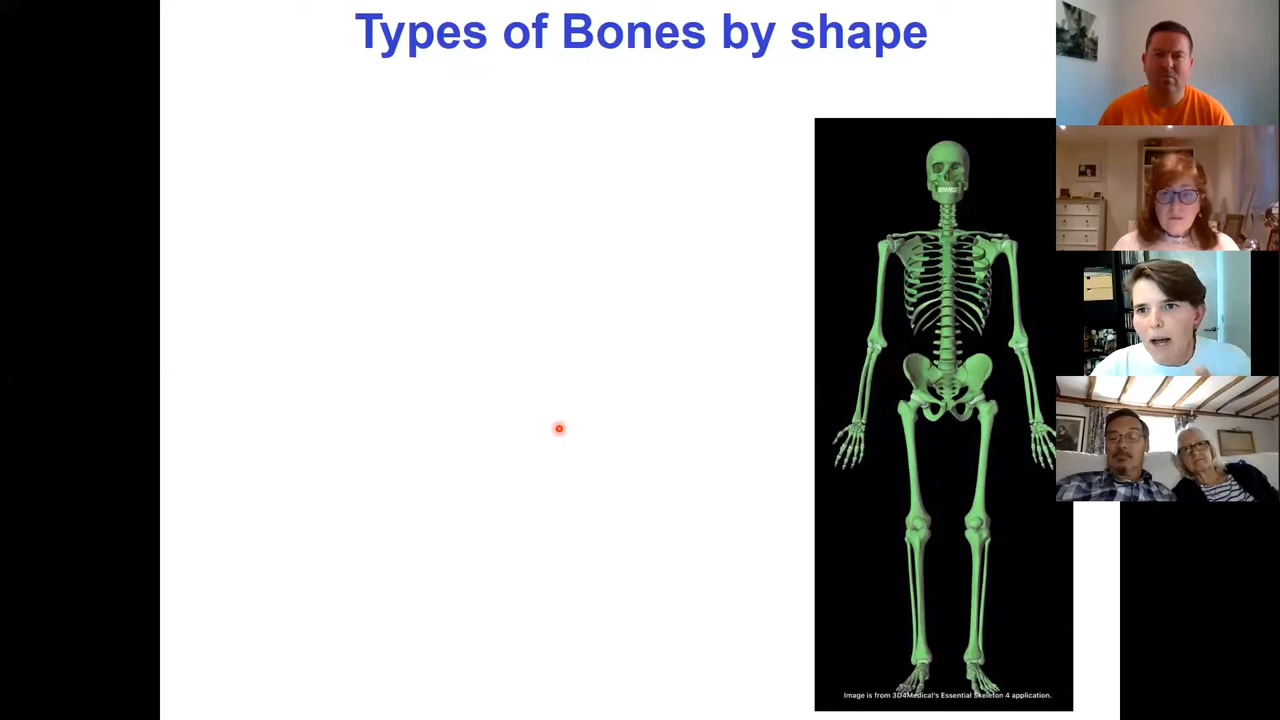 Types of Bones by shape
Image is from 3D4Medical's Essential Skeleton 4 application.